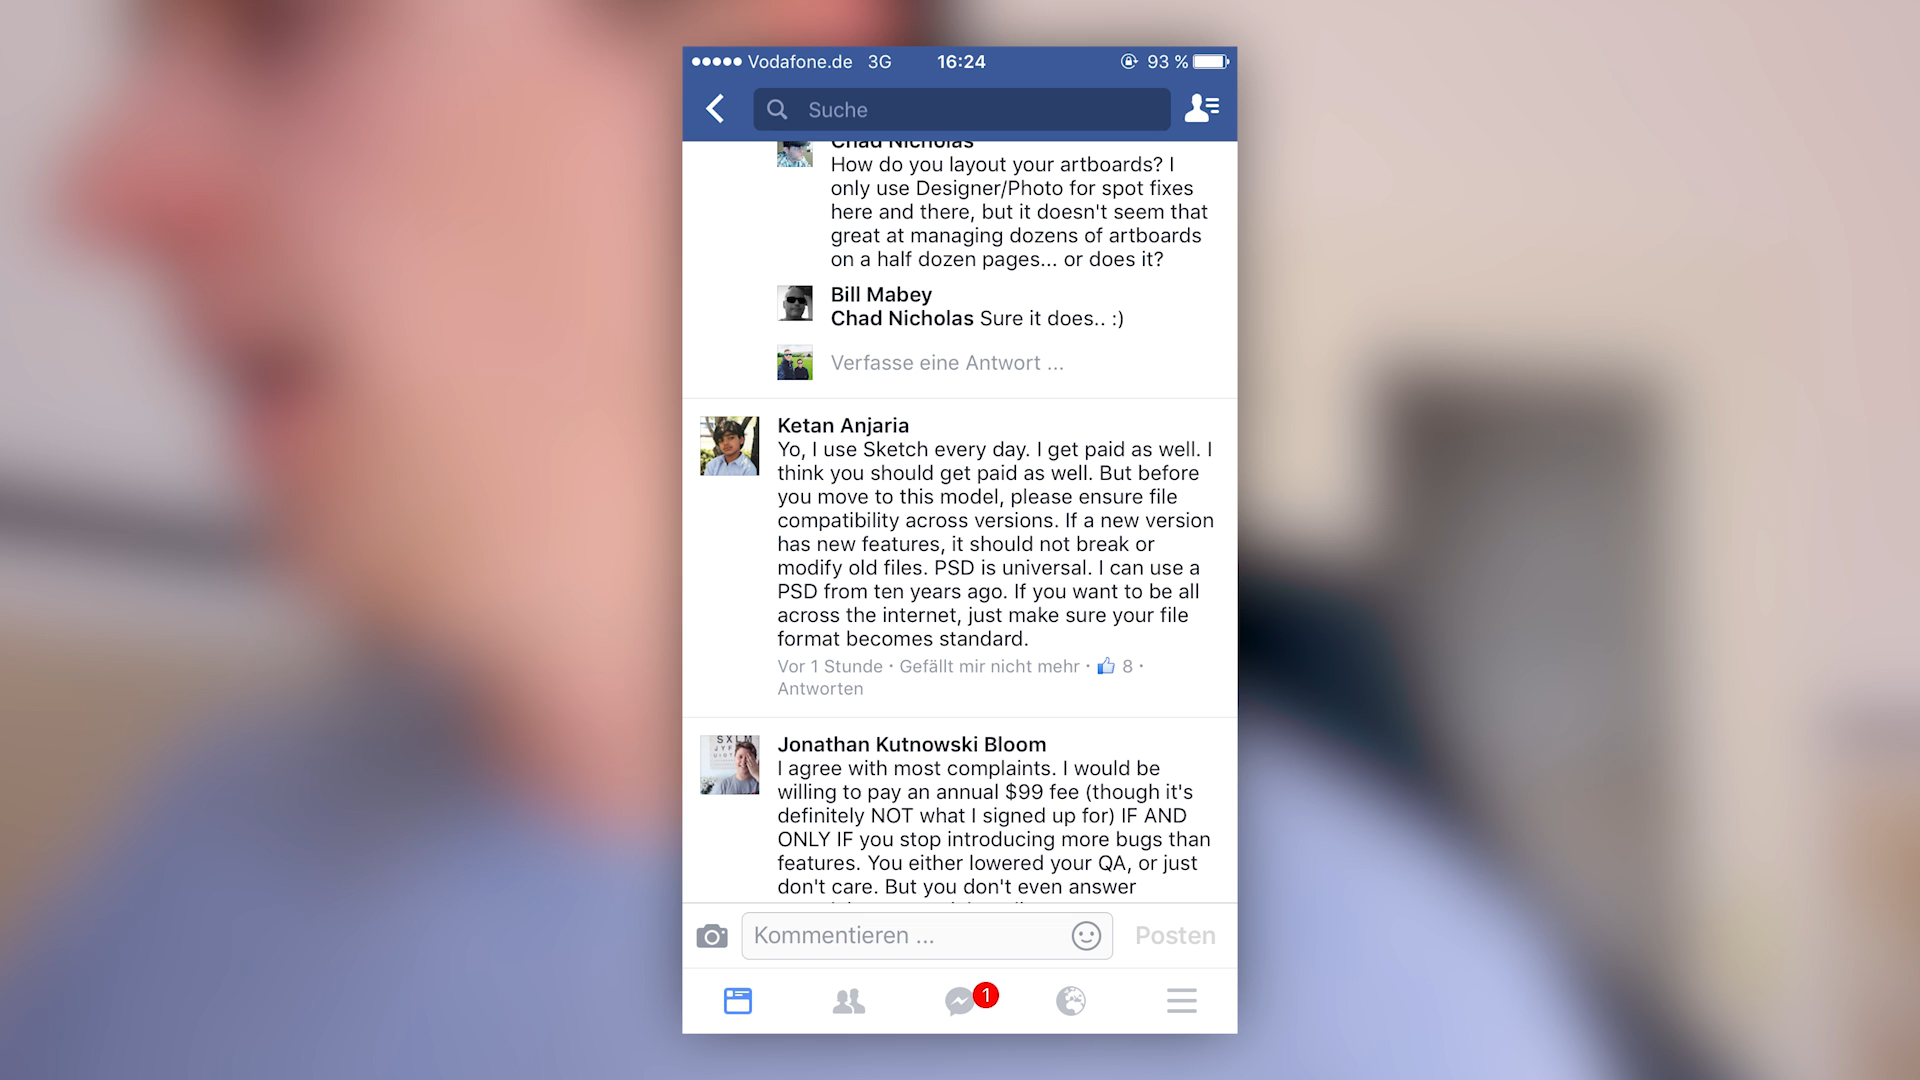 Vodafone.de 3G 16:24 93 %
Suche
Chad Nicholas
How do you layout your artboards? I
only use Designer/Photo for spot fixes
here and there, but it doesn't seem that
great at managing dozens of artboards
on a half dozen pages... or does it?
Bill Mabey
Chad Nicholas Sure it does.. :)
Verfasse eine Antwort ...
Ketan Anjaria
Yo, I use Sketch every day. I get paid as well. I
think you should get paid as well. But before
you move to this model, please ensure file
compatibility across versions. If a new version
has new features, it should not break or
modify old files. PSD is universal. I can use a
PSD from ten years ago. If you want to be all
across the internet, just make sure your file
format becomes standard.
Vor 1 Stunde · Gefällt mir nicht mehr · 8 ·
Antworten
Jonathan Kutnowski Bloom
I agree with most complaints. I would be
willing to pay an annual $99 fee (though it's
definitely NOT what I signed up for) IF AND
ONLY IF you stop introducing more bugs than
features. You either lowered your QA, or just
don't care. But you don't even answer
Kommentieren ...
Posten
1